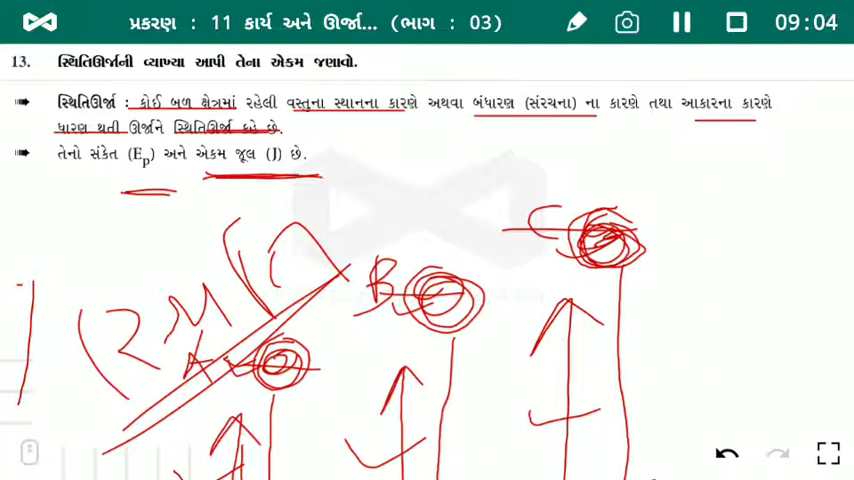 પ્રકરણ : 11 કાર્ય અને ઊર્જા... (ભાગ : 03)
09:04
13. સ્થિતિઊર્જાની વ્યાખ્યા આપી તેના એકમ જણાવો.
સ્થિતિઊર્જા : કોઈ બળ ક્ષેત્રમાં રહેલી વસ્તુના સ્થાનના કારણે અથવા બંધારણ (સંરચના) ના કારણે તથા આકારના કારણે
ધારણ થતી ઊર્જાને સ્થિતિઊર્જા કહે છે.
તેનો સંકેત (Ep) અને એકમ જૂલ (J) છે.
C
B
A